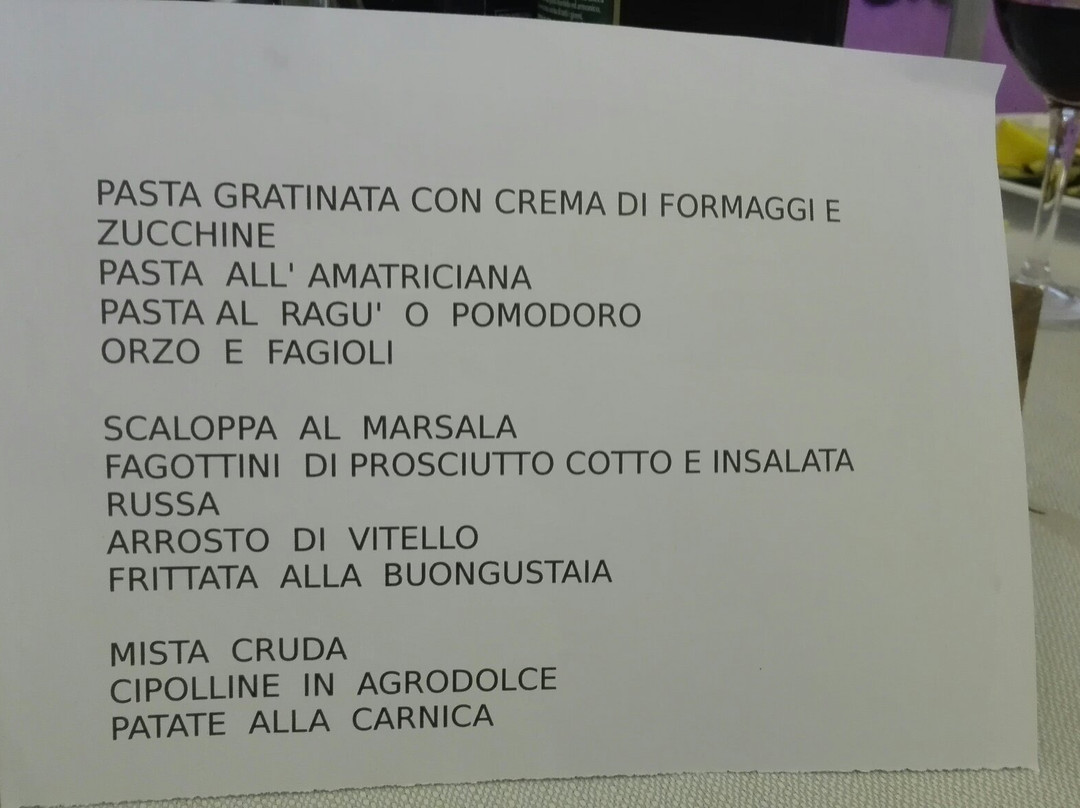 PASTA GRATINATA CON CREMA DI FORMAGGI E
ZUCCHINE
PASTA ALL' AMATRICIANA
PASTA AL RAGU' O POMODORO
ORZO E FAGIOLI
SCALOPPA AL MARSALA
FAGOTTINI DI PROSCIUTTO COTTO E INSALATA
RUSSA
ARROSTO DI VITELLO
FRITTATA ALLA BUONGUSTAIA
MISTA CRUDA
CIPOLLINE IN AGRODOLCE
PATATE ALLA CARNICA